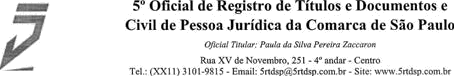 5º Oficial de Registro de Títulos e Documentos e
Civil de Pessoa Jurídica da Comarca de São Paulo
Oficial Titular: Paula da Silva Pereira Zaccaron
Rua XV de Novembro, 251 - 4º andar - Centro
Tel.: (XX11) 3101-9815 - Email: 5rtdsp@5rtdsp.com.br - Site: www.5rtdsp.com.br